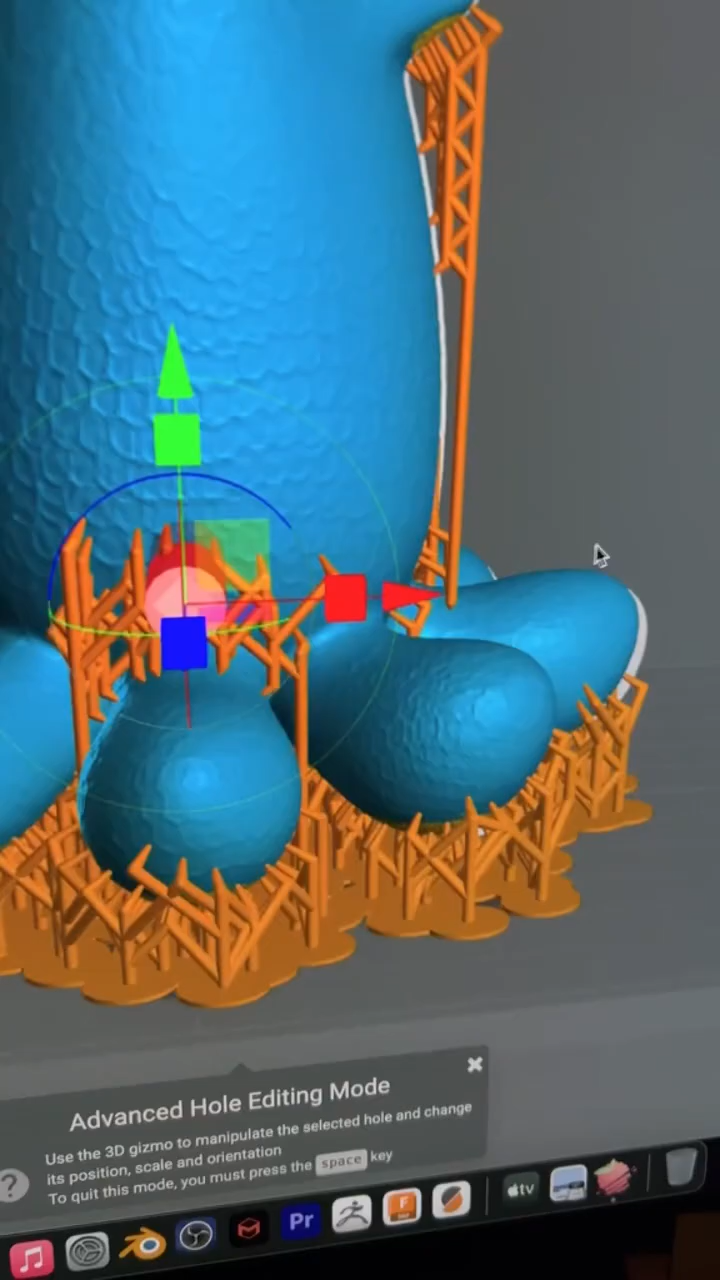 Advanced Hole Editing Mode
Use the 3D gizmo to manipulate the selected hole and change
its position, scale and orientation
To quit this mode, you must press the space key
?
Pr
F
tv